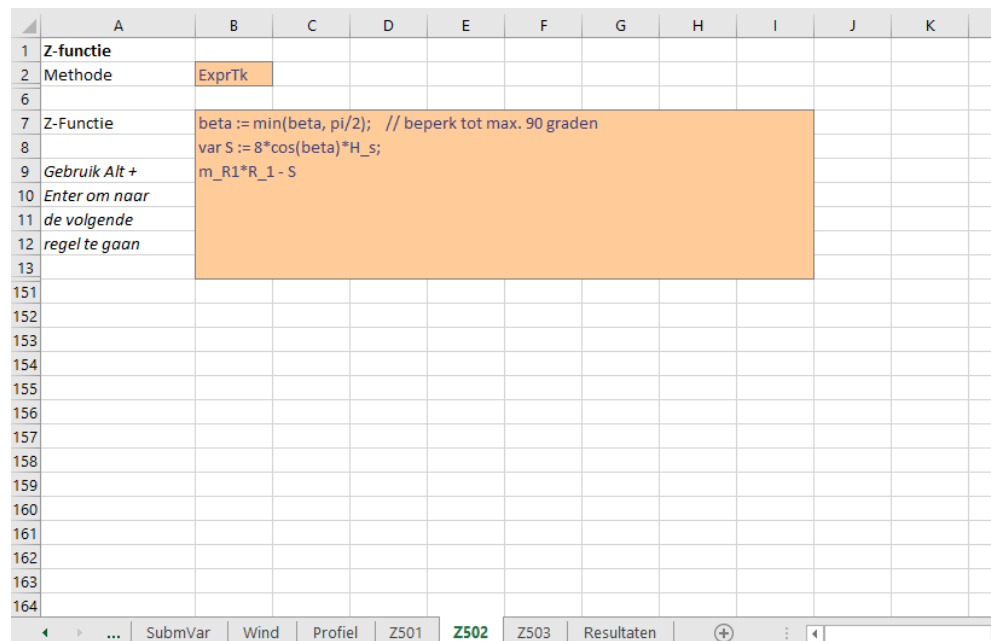 A B C D E F G H I J K
1 Z-functie
2 Methode ExprTk
6
7 Z-Functie beta := min(beta, pi/2); // beperk tot max. 90 graden
8 var S := 8*cos(beta)*H_s;
9 Gebruik Alt + m_R1*R_1 - S
10 Enter om naar
11 de volgende
12 regel te gaan
13
151
152
153
154
155
156
157
158
159
160
161
162
163
164
... SubmVar Wind Profiel Z501 Z502 Z503 Resultaten